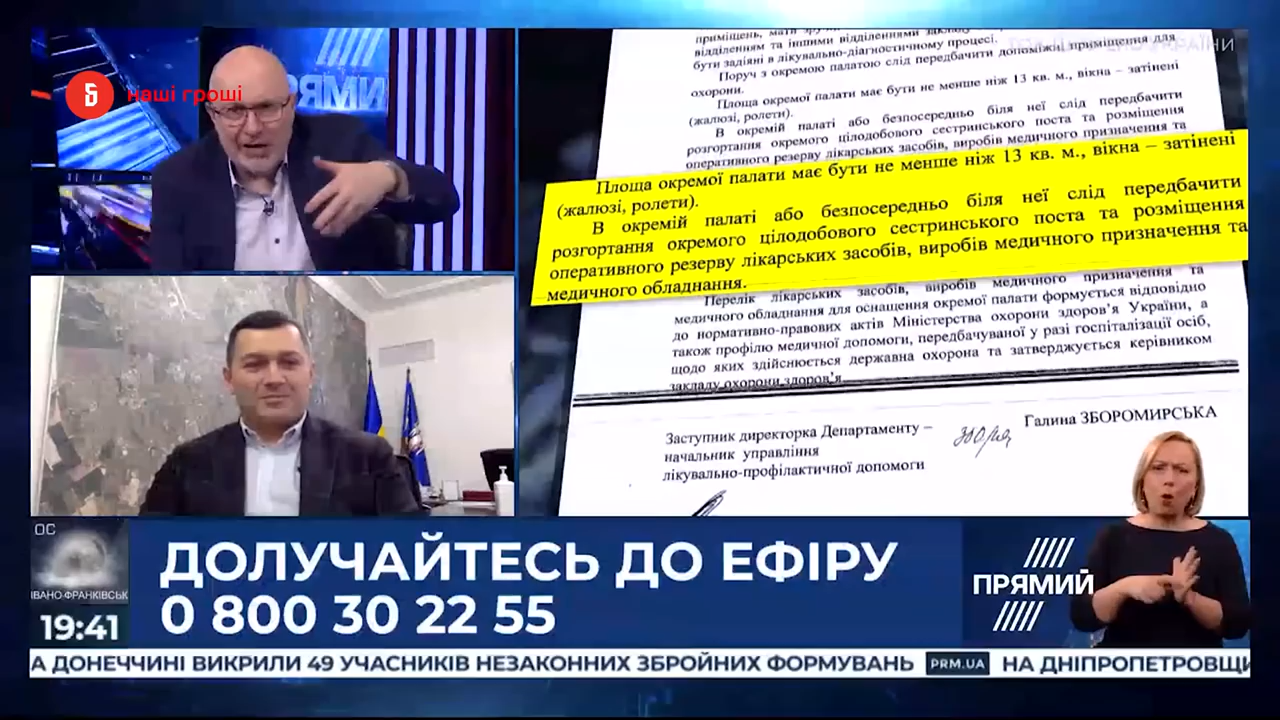 наші гроші
приміщень, мати
відділенням та іншими відділеннями
бути задіяні в лікувально-діагностичному процесі.
Поруч з окремою палатою слід передбачити допоміжні приміщення для
охорони.
Площа окремої палати має бути не менше ніж 13 кв. м., вікна – затінені
(жалюзі, ролети).
В окремій палаті або безпосередньо біля неї слід передбачити
розгортання окремого цілодобового сестринського поста та розміщення
оперативного резерву лікарських засобів, виробів медичного призначення та
Площа окремої палати має бути не менше ніж 13 кв. м., вікна – затінені
(жалюзі, ролети).
В окремій палаті або безпосередньо біля неї слід передбачити
розгортання окремого цілодобового сестринського поста та розміщення
оперативного резерву лікарських засобів, виробів медичного призначення та
медичного обладнання.
Перелік лікарських засобів, виробів медичного призначення та
медичного обладнання для оснащення окремої палати формується відповідно
до нормативно-правових актів Міністерства охорони здоров'я України, а
також профілю медичної допомоги, передбачуваної у разі госпіталізації осіб,
щодо яких здійснюється державна охорона та затверджується керівником
закладу охорони здоров'я
Заступник директорка Департаменту –
начальник управління
лікувально-профілактичної допомоги
Галина ЗБОРОМИРСЬКА
ОС
ІВАНО-ФРАНКІВСЬК
19:41
ДОЛУЧАЙТЕСЬ ДО ЕФІРУ
0 800 30 22 55
ПРЯМИЙ
А ДОНЕЧЧИНІ ВИКРИЛИ 49 УЧАСНИКІВ НЕЗАКОННИХ ЗБРОЙНИХ ФОРМУВАНЬ PRM.UA НА ДНІПРОПЕТРОВЩИ